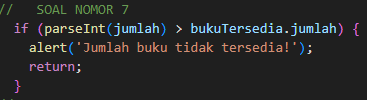 //   SOAL NOMOR 7
if (parseInt(jumlah) > bukuTersedia.jumlah) {
alert('Jumlah buku tidak tersedia!');
return;
}